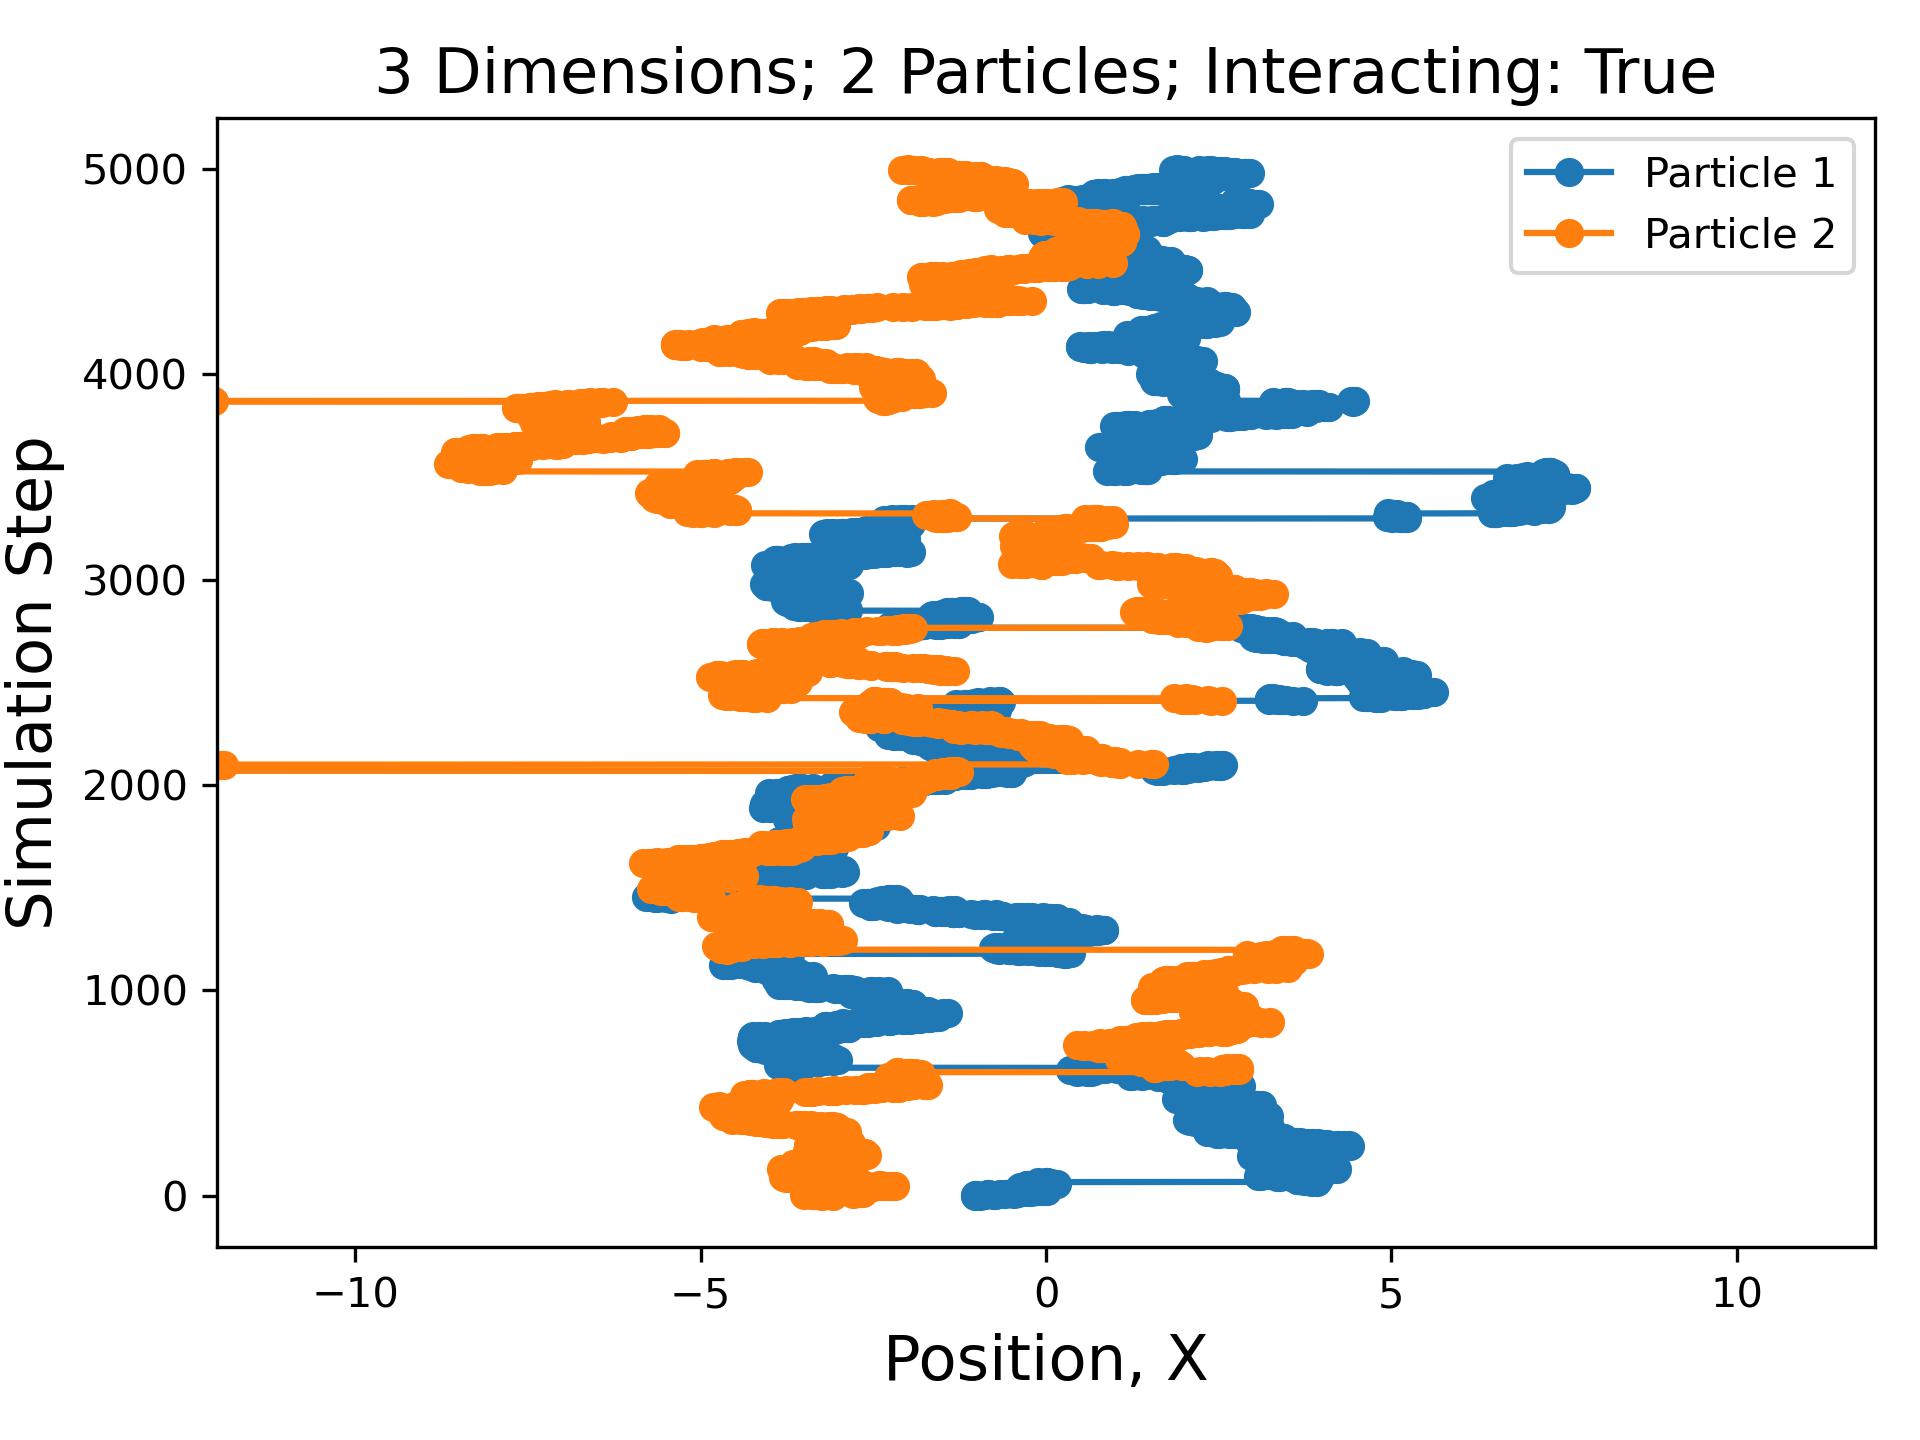 3 Dimensions; 2 Particles; Interacting: True
Particle 1
Particle 2
Simulation Step
5000
4000
3000
2000
1000
0
−10
−5
0
5
10
Position, X